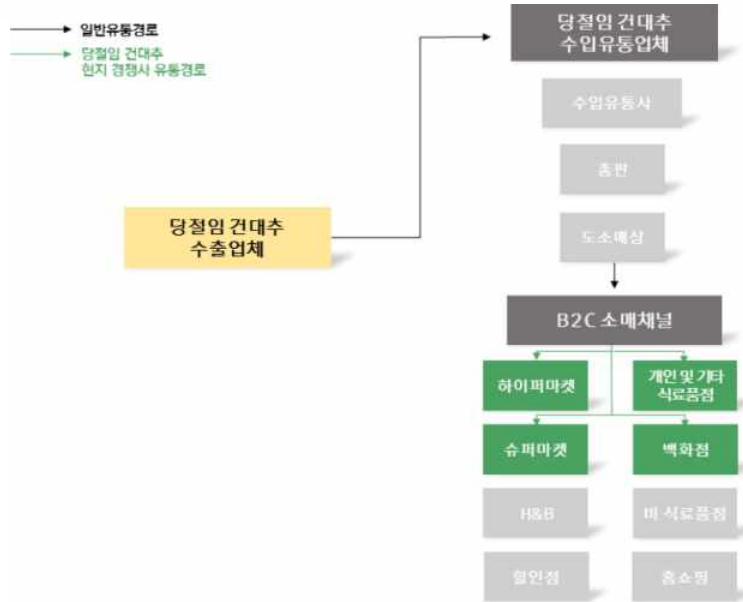 일반유통경로
당절임 건대추
현지 경쟁사 유통경로
당절임 건대추
수입유통업체
수입유통사
총판
도소매상
당절임 건대추
수출업체
B2C 소매채널
하이퍼마켓
개인 및 기타
식료품점
슈퍼마켓
백화점
H&B
비 식료품점
할인점
홈쇼핑